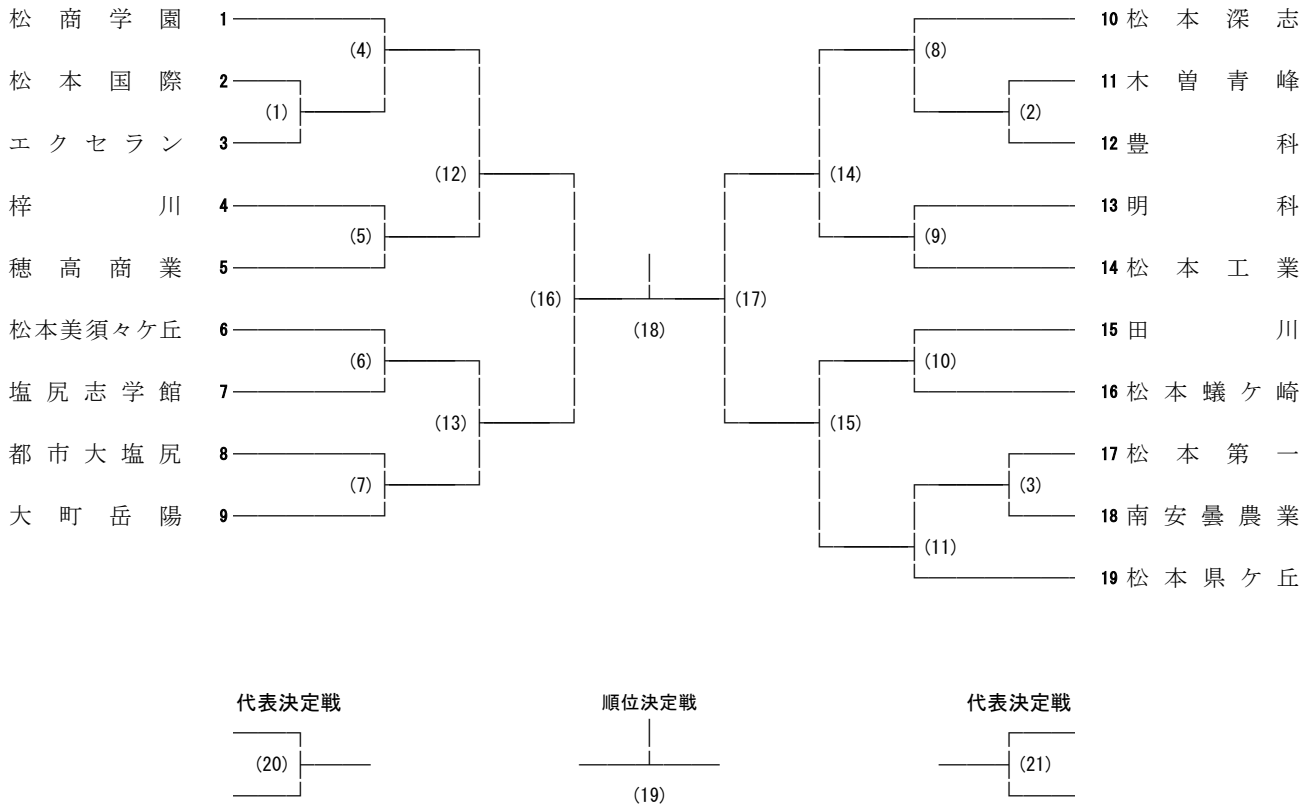 松商学園 1
(4)
松本国際 2
(1)
エクセラン 3
(12)
梓川 4
(5)
穂高商業 5
(16)
松本美須々ケ丘 6
(6)
塩尻志学館 7
(13)
都市大塩尻 8
(7)
大町岳陽 9
(18)
10 松本深志
(8)
11 木曽青峰
(2)
12 豊科
(14)
13 明科
(9)
14 松本工業
(17)
15 田川
(10)
16 松本蟻ケ崎
(15)
17 松本第一
(3)
18 南安曇農業
(11)
19 松本県ケ丘
代表決定戦
(20)
順位決定戦
(19)
代表決定戦
(21)